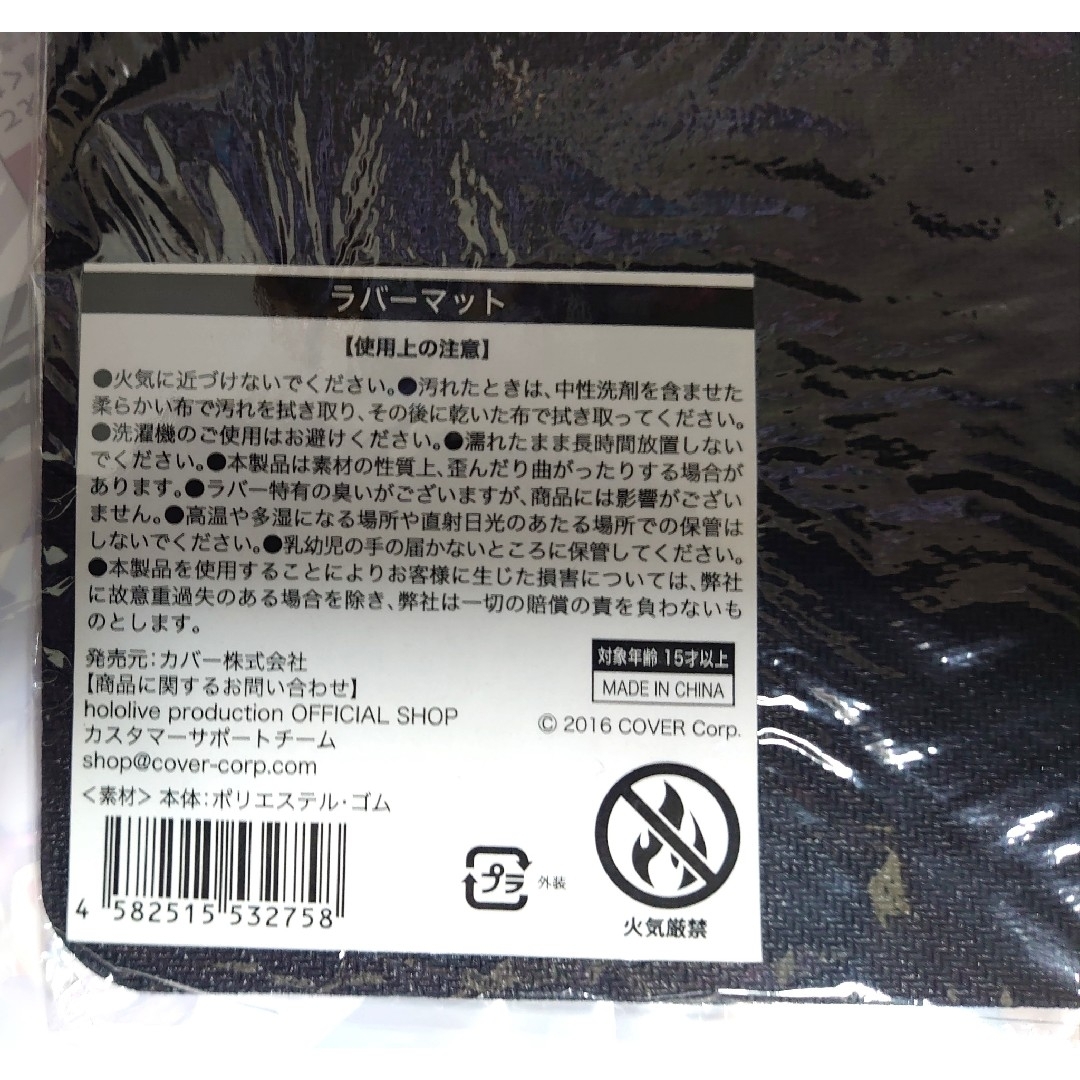 ラバーマット
【使用上の注意】
●火気に近づけないでください。●汚れたときは、中性洗剤を含ませた
柔らかい布で汚れを拭き取り、その後に乾いた布で拭き取ってください。
●洗濯機のご使用はお避けください。●濡れたまま長時間放置しない
でください。●本製品は素材の性質上、歪んだり曲がったりする場合が
あります。●ラバー特有の臭いがございますが、商品には影響がござい
ません。●高温や多湿になる場所や直射日光のあたる場所での保管は
しないでください。●乳幼児の手の届かないところに保管してください。
●本製品を使用することによりお客様に生じた損害については、弊社
に故意重過失のある場合を除き、弊社は一切の賠償の責を負わないも
のとします。
発売元：カバー株式会社
【商品に関するお問い合わせ】
hololive production OFFICIAL SHOP
カスタマーサポートチーム
shop@cover-corp.com
＜素材＞ 本体：ポリエステル・ゴム
対象年齢 15才以上
MADE IN CHINA
© 2016 COVER Corp.
プラ 外装
火気厳禁
4 582515 532758